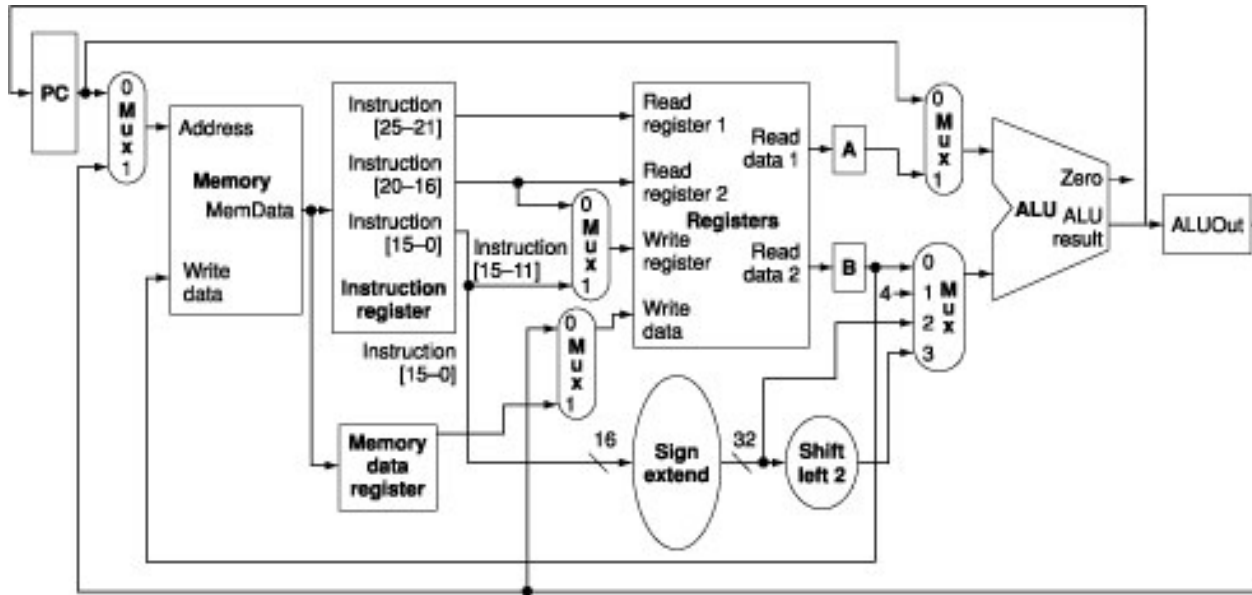 PC
0
M
u
x
1
Address
Memory
MemData
Write
data
Instruction
[25–21]
Instruction
[20–16]
Instruction
[15–0]
Instruction
register
Instruction
[15–0]
Memory
data
register
Instruction
[15–11]
0
M
u
x
1
0
M
u
x
1
16
Read
register 1
Read
register 2
Registers
Write
register
Write
data
Read
data 1
Read
data 2
Sign
extend
32
Shift
left 2
A
B
4
0
M
u
x
1
0
1
2
3
M
u
x
Zero
ALU
ALU
result
ALUOut